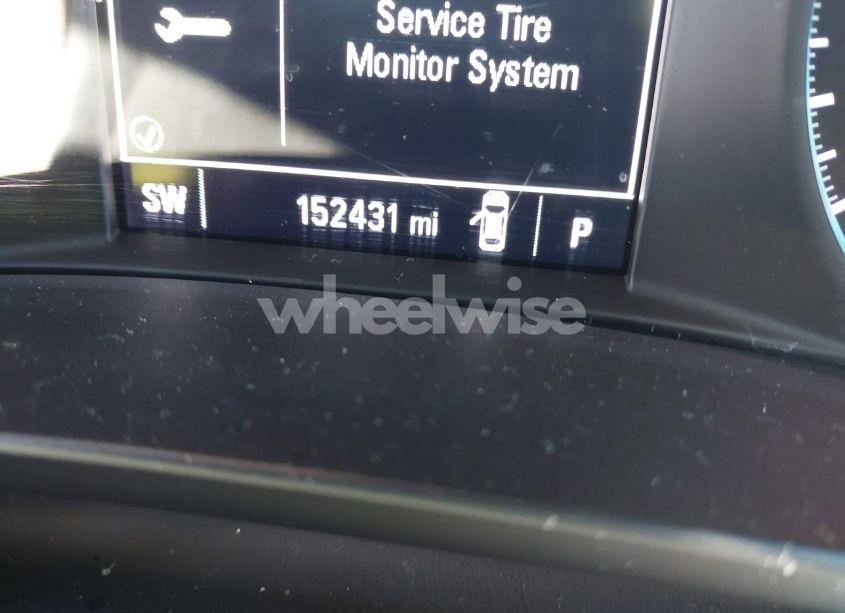 Service Tire
Monitor System
SW 152431 mi P
wheelwise